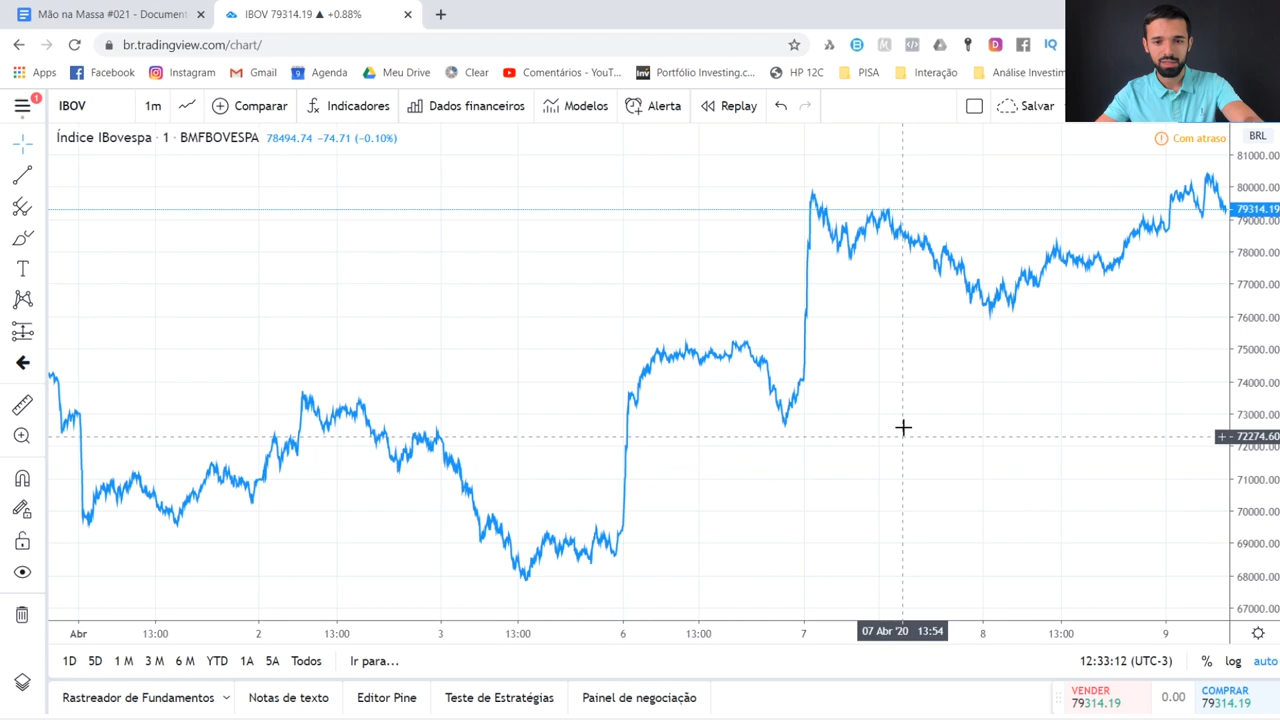 Mão na Massa #021 - Document
IBOV 79314.19 ▲ +0.88%
br.tradingview.com/chart/
IQ
Apps
Facebook
Instagram
Gmail
Agenda
Meu Drive
Clear
Comentários - YouT...
Portfólio Investing.c...
HP 12C
PISA
Interação
Análise Investim
1
IBOV
1m
Comparar
Indicadores
Dados financeiros
Modelos
Alerta
Replay
Salvar
Índice IBovespa · 1 · BMFBOVESPA 78494.74 -74.71 (-0.10%)
Com atraso
BRL
81000.00
80000.00
79314.19
79000.00
78000.00
77000.00
76000.00
75000.00
74000.00
73000.00
72274.60
72000.00
71000.00
70000.00
69000.00
68000.00
67000.00
Abr 13:00 2 13:00 3 13:00 6 13:00 7 07 Abr '20 13:54 8 13:00 9
1D 5D 1 M 3 M 6 M YTD 1A 5A Todos Ir para...
12:33:12 (UTC-3) % log auto
Rastreador de Fundamentos
Notas de texto
Editor Pine
Teste de Estratégias
Painel de negociação
VENDER
79314.19
0.00
COMPRAR
79314.19